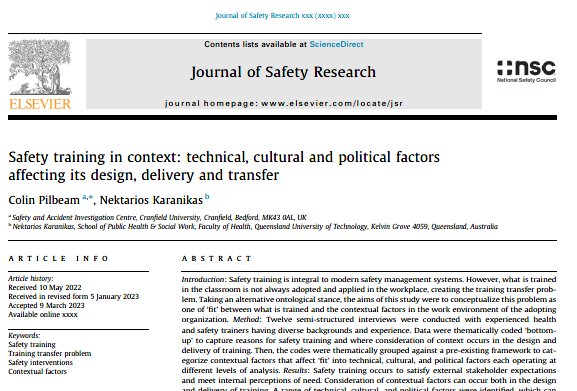 Journal of Safety Research xxx (xxxx) xxx
Contents lists available at ScienceDirect
Journal of Safety Research
journal homepage: www.elsevier.com/locate/jsr
ELSEVIER
nsc
National Safety Council
Safety training in context: technical, cultural and political factors
affecting its design, delivery and transfer
Colin Pilbeam a,*, Nektarios Karanikas b
a Safety and Accident Investigation Centre, Cranfield University, Cranfield, Bedford, MK43 0AL, UK
b Nektarios Karanikas, School of Public Health & Social Work, Faculty of Health, Queensland University of Technology, Kelvin Grove 4059, Queensland, Australia
ARTICLE INFO
Article history:
Received 10 May 2022
Received in revised form 5 January 2023
Accepted 9 March 2023
Available online xxxx
Keywords:
Safety training
Training transfer problem
Safety interventions
Contextual factors
ABSTRACT
Introduction: Safety training is integral to modern safety management systems. However, what is trained
in the classroom is not always adopted and applied in the workplace, creating the training transfer prob-
lem. Taking an alternative ontological stance, the aims of this study were to conceptualize this problem as
one of 'fit' between what is trained and the contextual factors in the work environment of the adopting
organization. Method: Twelve semi-structured interviews were conducted with experienced health
and safety trainers having diverse backgrounds and experience. Data were thematically coded 'bottom-
up' to capture reasons for safety training and where consideration of context occurs in the design and
delivery of training. Then, the codes were thematically grouped against a pre-existing framework to cat-
egorize contextual factors that affect 'fit' into technical, cultural and political factors each operating at
different levels of analysis. Results: Safety training occurs to satisfy external stakeholder expectations
and meet internal perceptions of need. Consideration of contextual factors can occur both in the design